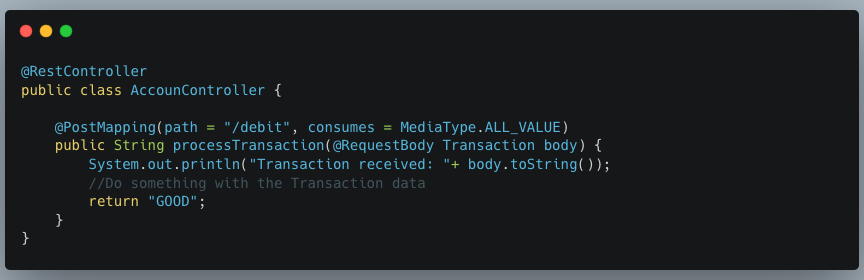 @RestController
public class AccounController {
@PostMapping(path = "/debit", consumes = MediaType.ALL_VALUE)
public String processTransaction(@RequestBody Transaction body) {
System.out.println("Transaction received: "+ body.toString());
//Do something with the Transaction data
return "GOOD";
}
}